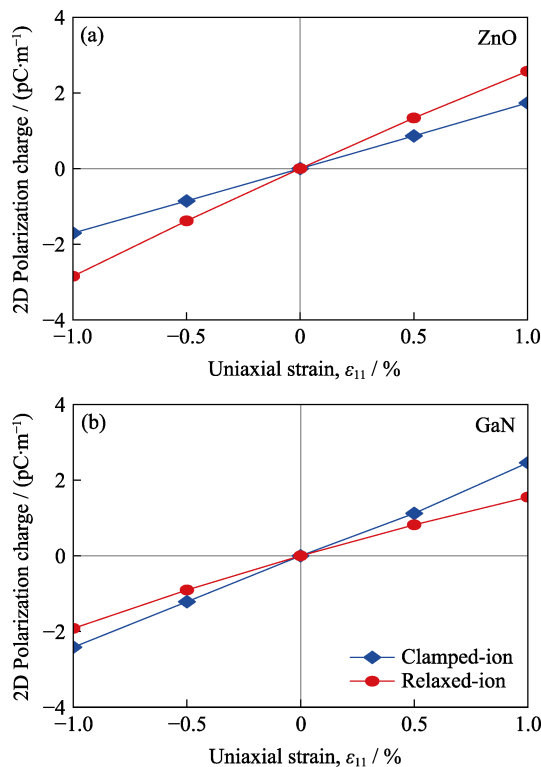 (a)
ZnO
2D Polarization charge / (pC·m⁻¹)
4
2
0
−2
−4
−1.0 −0.5 0 0.5 1.0
Uniaxial strain, ε₁₁ / %
(b)
GaN
2D Polarization charge / (pC·m⁻¹)
4
2
0
−2
−4
Clamped-ion
Relaxed-ion
−1.0 −0.5 0 0.5 1.0
Uniaxial strain, ε₁₁ / %